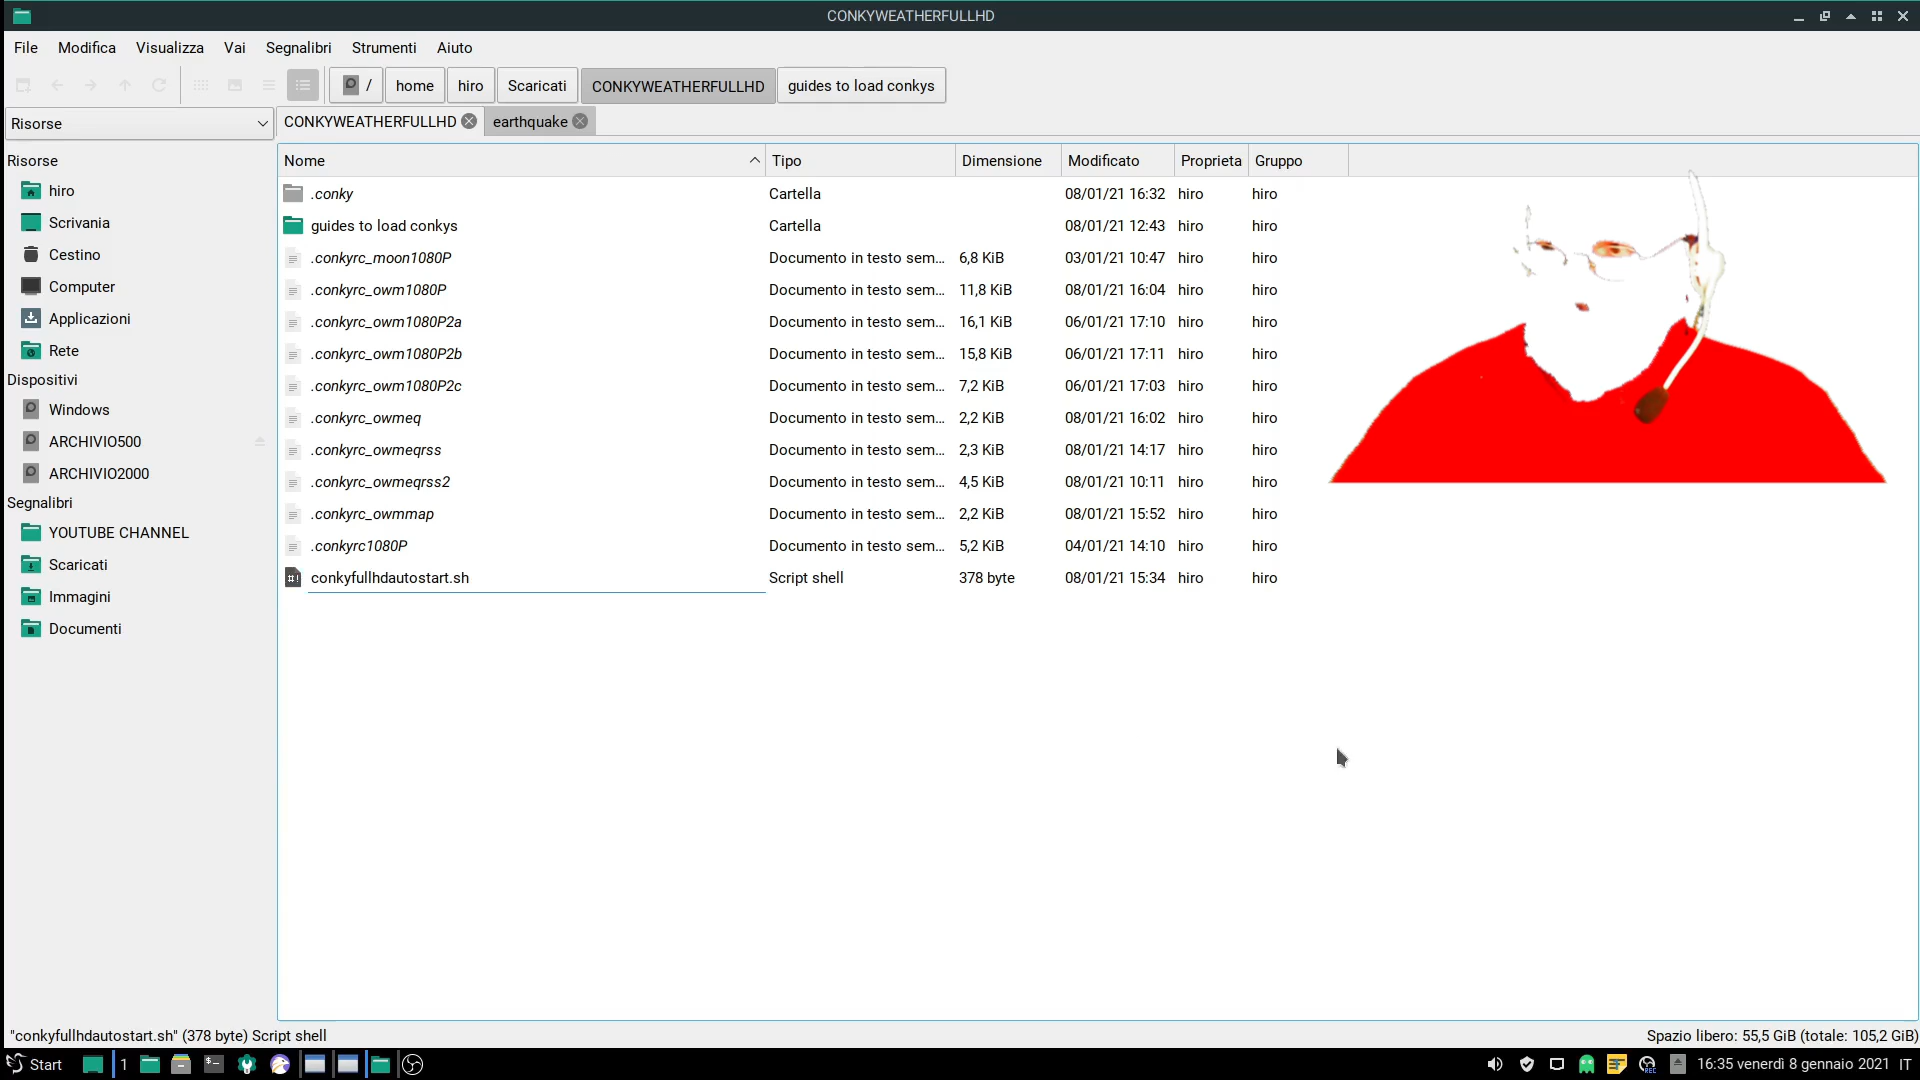 CONKYWEATHERFULLHD
File Modifica Visualizza Vai Segnalibri Strumenti Aiuto
/ home hiro Scaricati CONKYWEATHERFULLHD guides to load conkys
Risorse CONKYWEATHERFULLHD earthquake
Nome Tipo Dimensione Modificato Proprieta Gruppo
Risorse
hiro
Scrivania
Cestino
Computer
Applicazioni
Rete
Dispositivi
Windows
ARCHIVIO500
ARCHIVIO2000
Segnalibri
YOUTUBE CHANNEL
Scaricati
Immagini
Documenti
.conky Cartella 08/01/21 16:32 hiro hiro
guides to load conkys Cartella 08/01/21 12:43 hiro hiro
.conkyrc_moon1080P Documento in testo sem... 6,8 KiB 03/01/21 10:47 hiro hiro
.conkyrc_owm1080P Documento in testo sem... 11,8 KiB 08/01/21 16:04 hiro hiro
.conkyrc_owm1080P2a Documento in testo sem... 16,1 KiB 06/01/21 17:10 hiro hiro
.conkyrc_owm1080P2b Documento in testo sem... 15,8 KiB 06/01/21 17:11 hiro hiro
.conkyrc_owm1080P2c Documento in testo sem... 7,2 KiB 06/01/21 17:03 hiro hiro
.conkyrc_owmeq Documento in testo sem... 2,2 KiB 08/01/21 16:02 hiro hiro
.conkyrc_owmeqrss Documento in testo sem... 2,3 KiB 08/01/21 14:17 hiro hiro
.conkyrc_owmeqrss2 Documento in testo sem... 4,5 KiB 08/01/21 10:11 hiro hiro
.conkyrc_owmmap Documento in testo sem... 2,2 KiB 08/01/21 15:52 hiro hiro
.conkyrc1080P Documento in testo sem... 5,2 KiB 04/01/21 14:10 hiro hiro
conkyfullhdautostart.sh Script shell 378 byte 08/01/21 15:34 hiro hiro
"conkyfullhdautostart.sh" (378 byte) Script shell Spazio libero: 55,5 GiB (totale: 105,2 GiB)
Start 1 REC 16:35 venerdì 8 gennaio 2021 IT